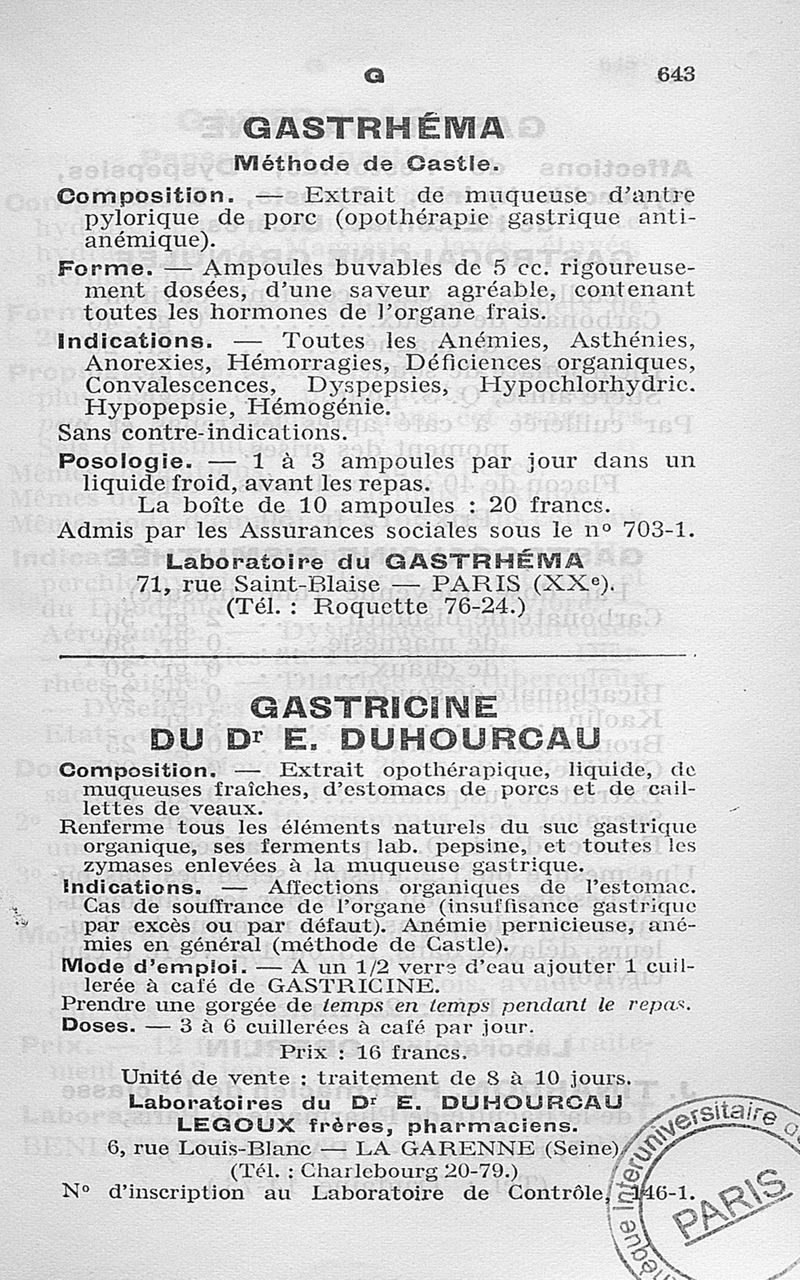 G 643
GASTRHÉMA
Méthode de Castle.
Composition. — Extrait de muqueuse d'antre
pylorique de porc (opothérapie gastrique anti-
anémique).
Forme. — Ampoules buvables de 5 cc. rigoureuse-
ment dosées, d'une saveur agréable, contenant
toutes les hormones de l'organe frais.
Indications. — Toutes les Anémies, Asthénies,
Anorexies, Hémorragies, Déficiences organiques,
Convalescences, Dyspepsies, Hypochlorhydric.
Hypopepsie, Hémogénie.
Sans contre-indications.
Posologie. — 1 à 3 ampoules par jour dans un
liquide froid, avant les repas.
La boîte de 10 ampoules : 20 francs.
Admis par les Assurances sociales sous le nº 703-1.
Laboratoire du GASTRHÉMA
71, rue Saint-Blaise — PARIS (XXe).
(Tél. : Roquette 76-24.)
GASTRICINE
DU Dr E. DUHOURCAU
Composition. — Extrait opothérapique, liquide, de
muqueuses fraîches, d'estomacs de porcs et de cail-
lettes de veaux.
Renferme tous les éléments naturels du suc gastrique
organique, ses ferments lab. pepsine, et toutes les
zymases enlevées à la muqueuse gastrique.
Indications. — Affections organiques de l'estomac.
Cas de souffrance de l'organe (insuffisance gastrique
par excès ou par défaut). Anémie pernicieuse, ané-
mies en général (méthode de Castle).
Mode d'emploi. — A un 1/2 verre d'eau ajouter 1 cuil-
lerée à café de GASTRICINE.
Prendre une gorgée de temps en temps pendant le repas.
Doses. — 3 à 6 cuillerées à café par jour.
Prix : 16 francs.
Unité de vente : traitement de 8 à 10 jours.
Laboratoires du Dr E. DUHOURCAU
LEGOUX frères, pharmaciens.
6, rue Louis-Blanc — LA GARENNE (Seine)
(Tél. : Charlebourg 20-79.)
Nº d'inscription au Laboratoire de Contrôle, 146-1.
interuniversitaire
PARIS